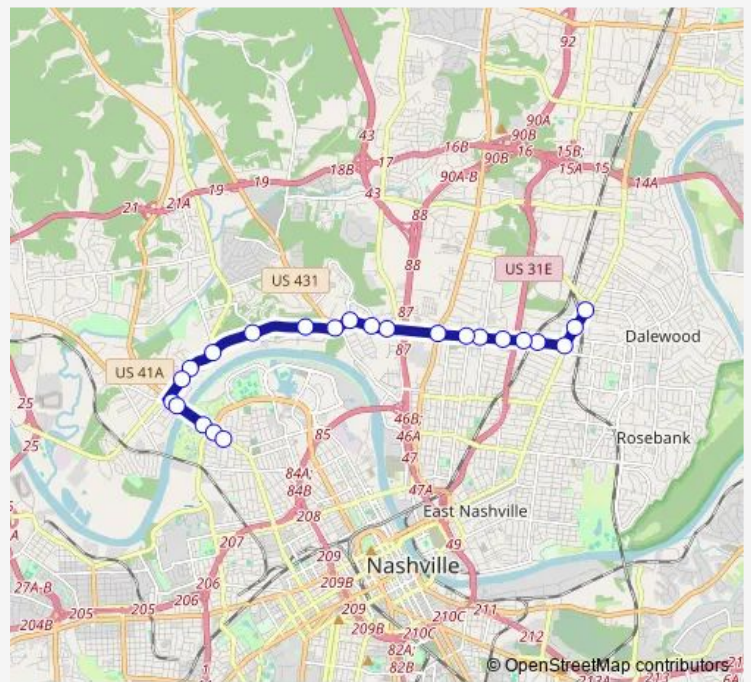 92
90A
90B
43
17
16B
16
15B;
90B
15A
15
18B
90A-B
14A
19
19
43
21
21A
88
88
US 31E
US 431
87
Dalewood
87
US 41A
25
46B;
46A
85
25
47
Rosebank
84A;
84B
47A
208
East Nashville
207
49
209
Nashville
27A-B
206
209B
205
205
206
210C
211
204B
209
209B
210C
212
82A;
82B
1
© OpenStreetMap contributors